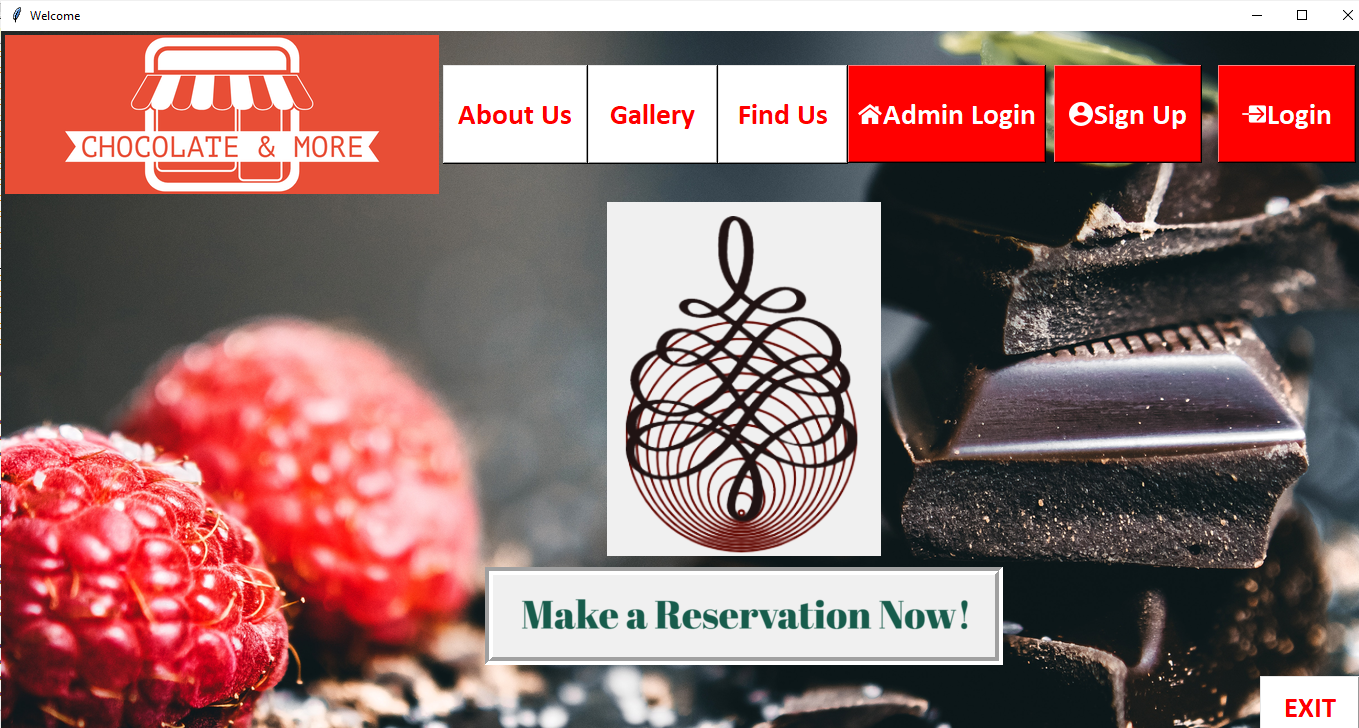 Welcome
CHOCOLATE & MORE
About Us
Gallery
Find Us
Admin Login
Sign Up
Login
Make a Reservation Now!
EXIT